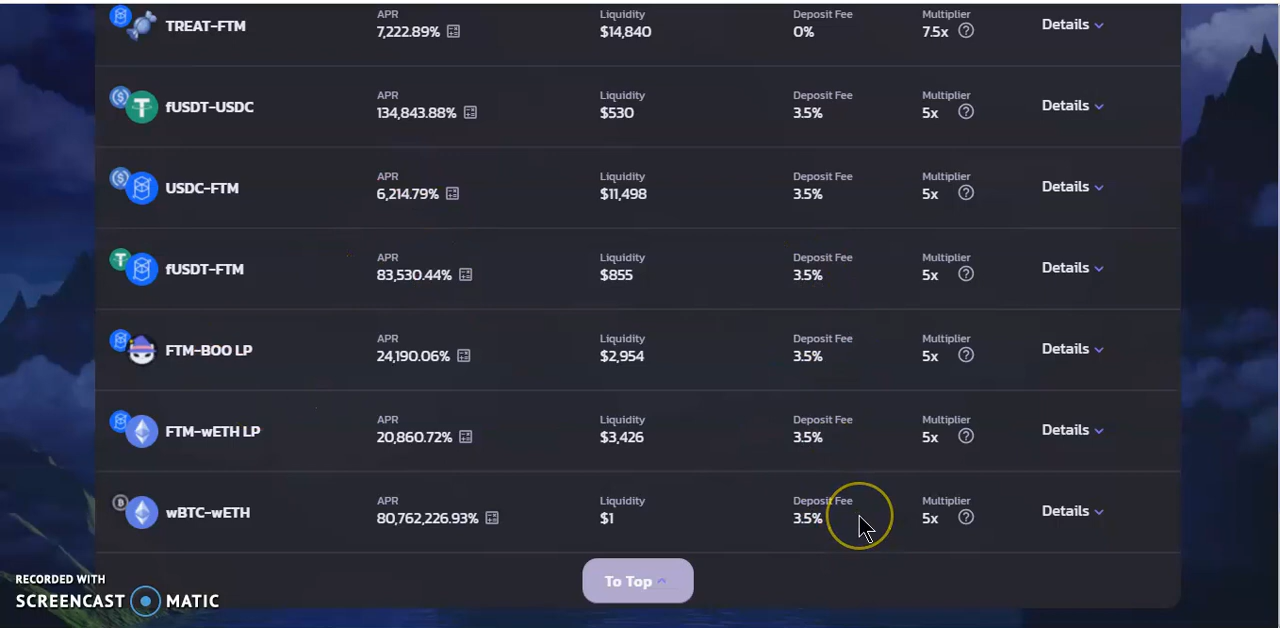 APR Liquidity Deposit Fee Multiplier
TREAT-FTM 7,222.89% $14,840 0% 7.5x Details
APR Liquidity Deposit Fee Multiplier
fUSDT-USDC 134,843.88% $530 3.5% 5x Details
APR Liquidity Deposit Fee Multiplier
USDC-FTM 6,214.79% $11,498 3.5% 5x Details
APR Liquidity Deposit Fee Multiplier
fUSDT-FTM 83,530.44% $855 3.5% 5x Details
APR Liquidity Deposit Fee Multiplier
FTM-BOO LP 24,190.06% $2,954 3.5% 5x Details
APR Liquidity Deposit Fee Multiplier
FTM-wETH LP 20,860.72% $3,426 3.5% 5x Details
APR Liquidity Deposit Fee Multiplier
wBTC-wETH 80,762,226.93% $1 3.5% 5x Details
To Top
RECORDED WITH
SCREENCAST MATIC